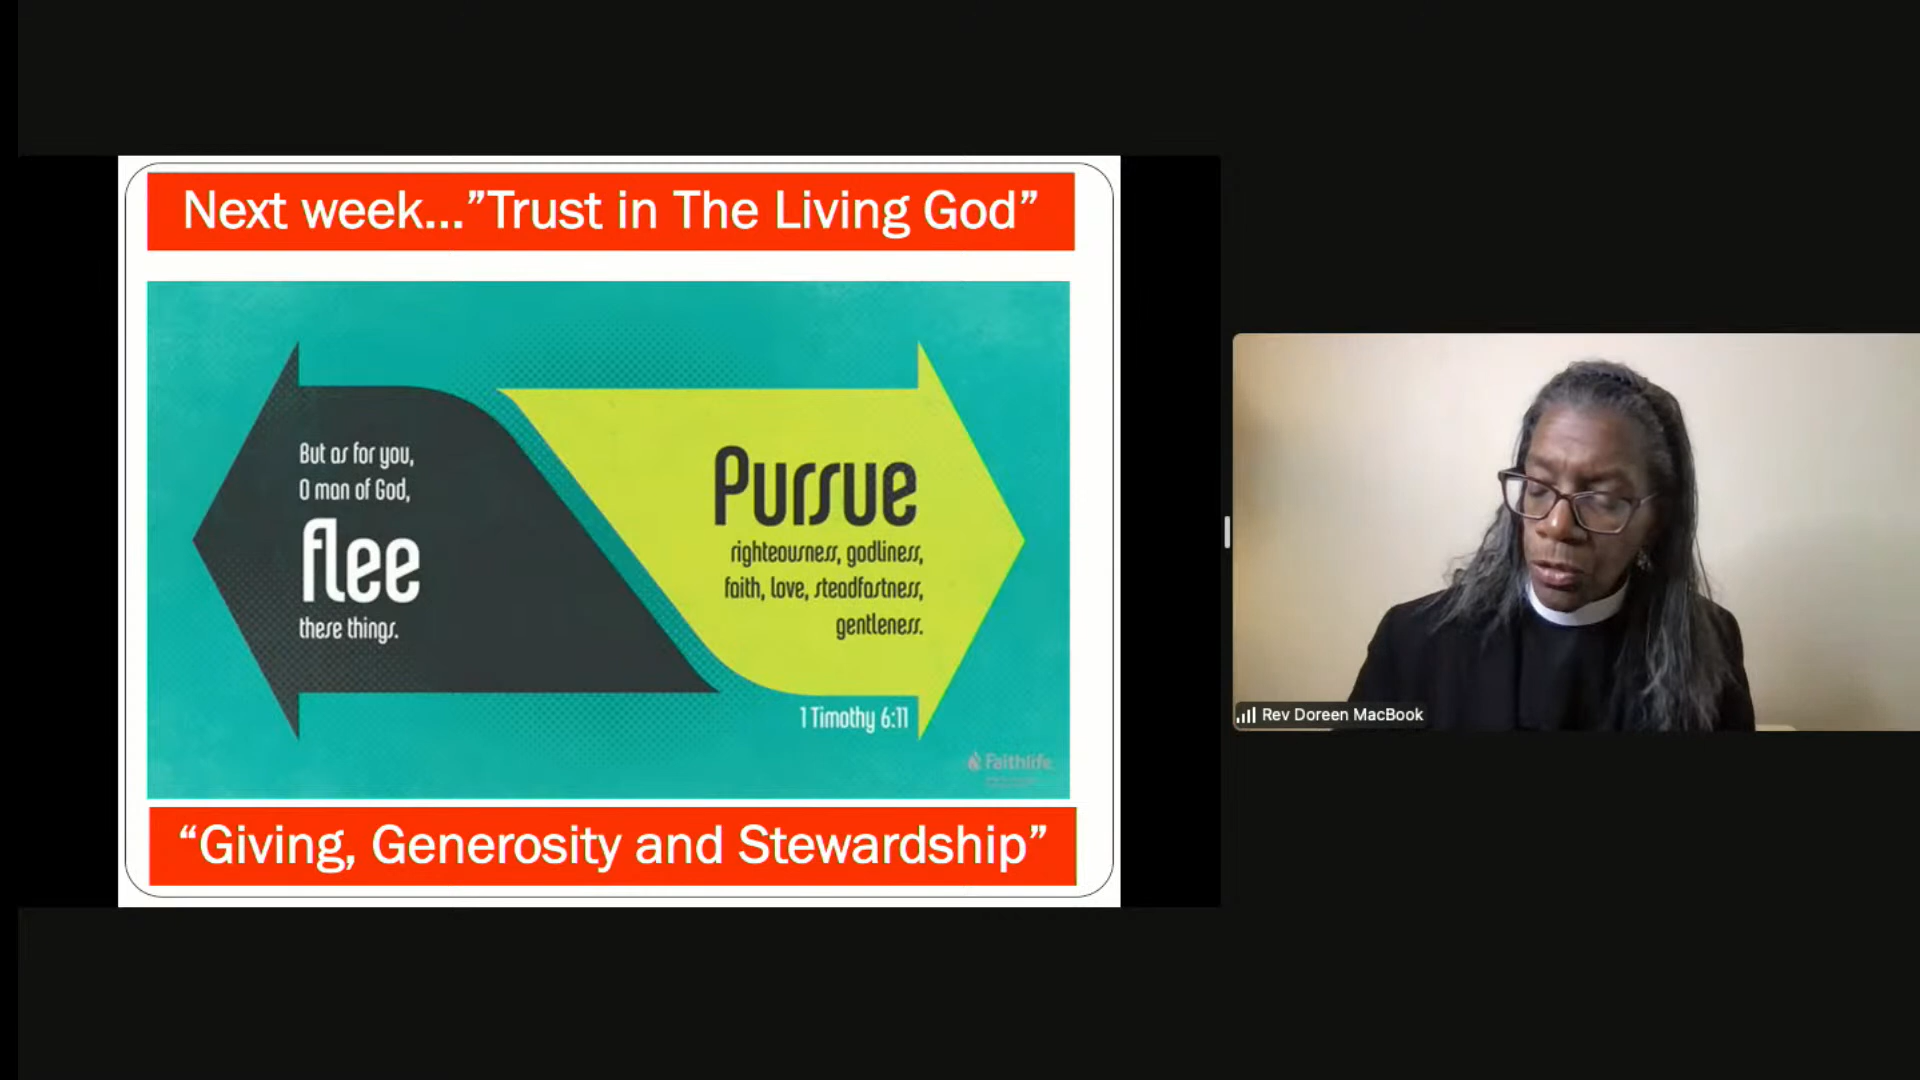 Next week...”Trust in The Living God”
But as for you,
O man of God,
flee
these things.
Pursue
righteousness, godliness,
faith, love, steadfastness,
gentleness.
1 Timothy 6:11
Faithlife
“Giving, Generosity and Stewardship”
Rev Doreen MacBook